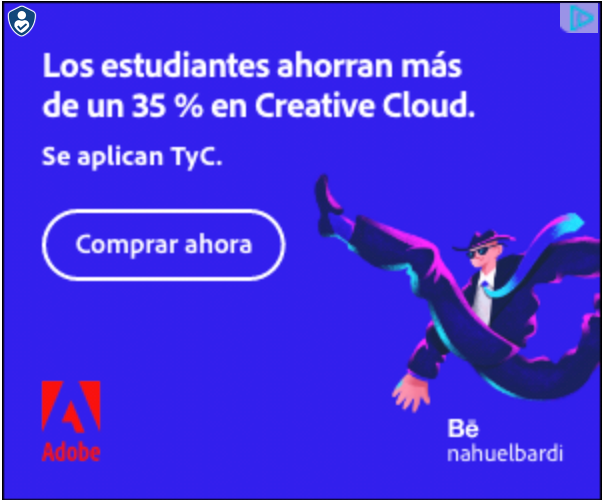 Los estudiantes ahorran más
de un 35 % en Creative Cloud.
Se aplican TyC.
Comprar ahora
Adobe
Bē
nahuelbardi